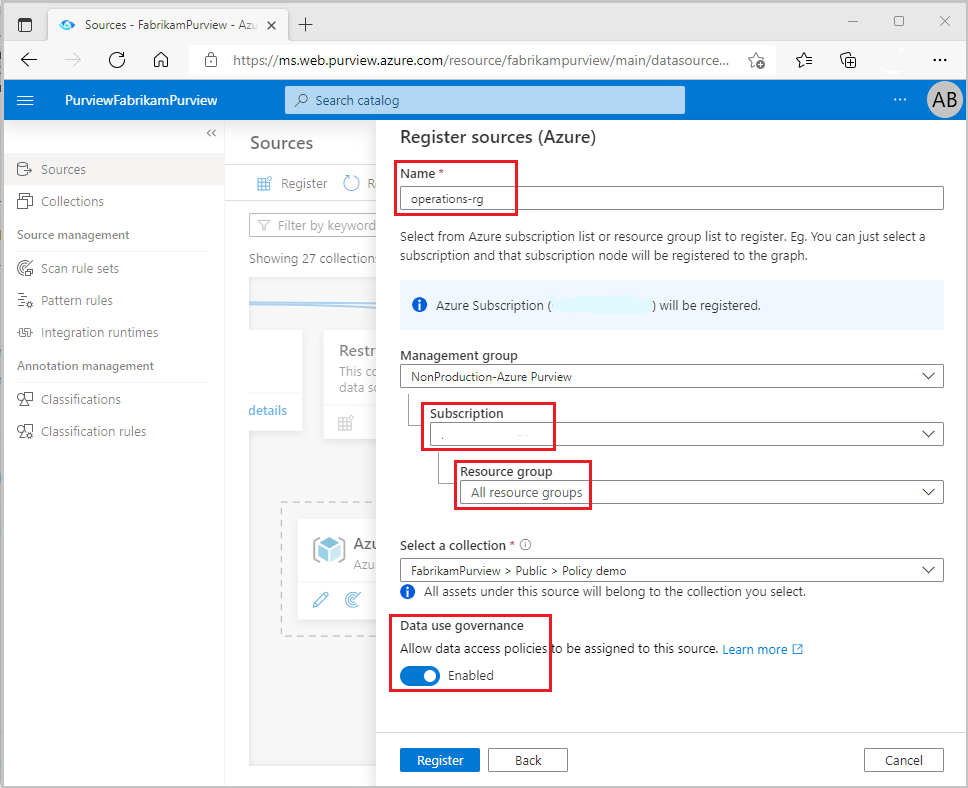 Sources - FabrikamPurview - Azu
https://ms.web.purview.azure.com/resource/fabrikampurview/main/datasource...
PurviewFabrikamPurview
Search catalog
AB
Sources
Collections
Source management
Scan rule sets
Pattern rules
Integration runtimes
Annotation management
Classifications
Classification rules
Sources
Register
Filter by keyword
Showing 27 collections
details
Restr
This co
data so
Azu
Azu
Register sources (Azure)
Name *
operations-rg
Select from Azure subscription list or resource group list to register. Eg. You can just select a
subscription and that subscription node will be registered to the graph.
Azure Subscription ( ) will be registered.
Management group
NonProduction-Azure Purview
Subscription
Resource group
All resource groups
Select a collection *
FabrikamPurview > Public > Policy demo
All assets under this source will belong to the collection you select.
Data use governance
Allow data access policies to be assigned to this source. Learn more
Enabled
Register
Back
Cancel